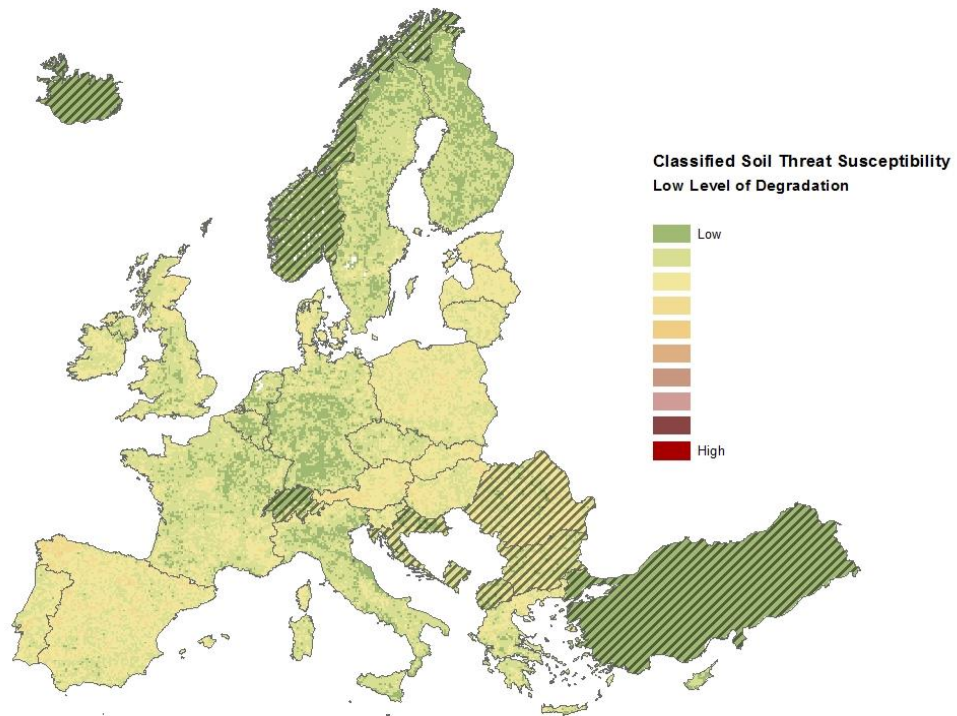 Classified Soil Threat Susceptibility
Low Level of Degradation
Low
High